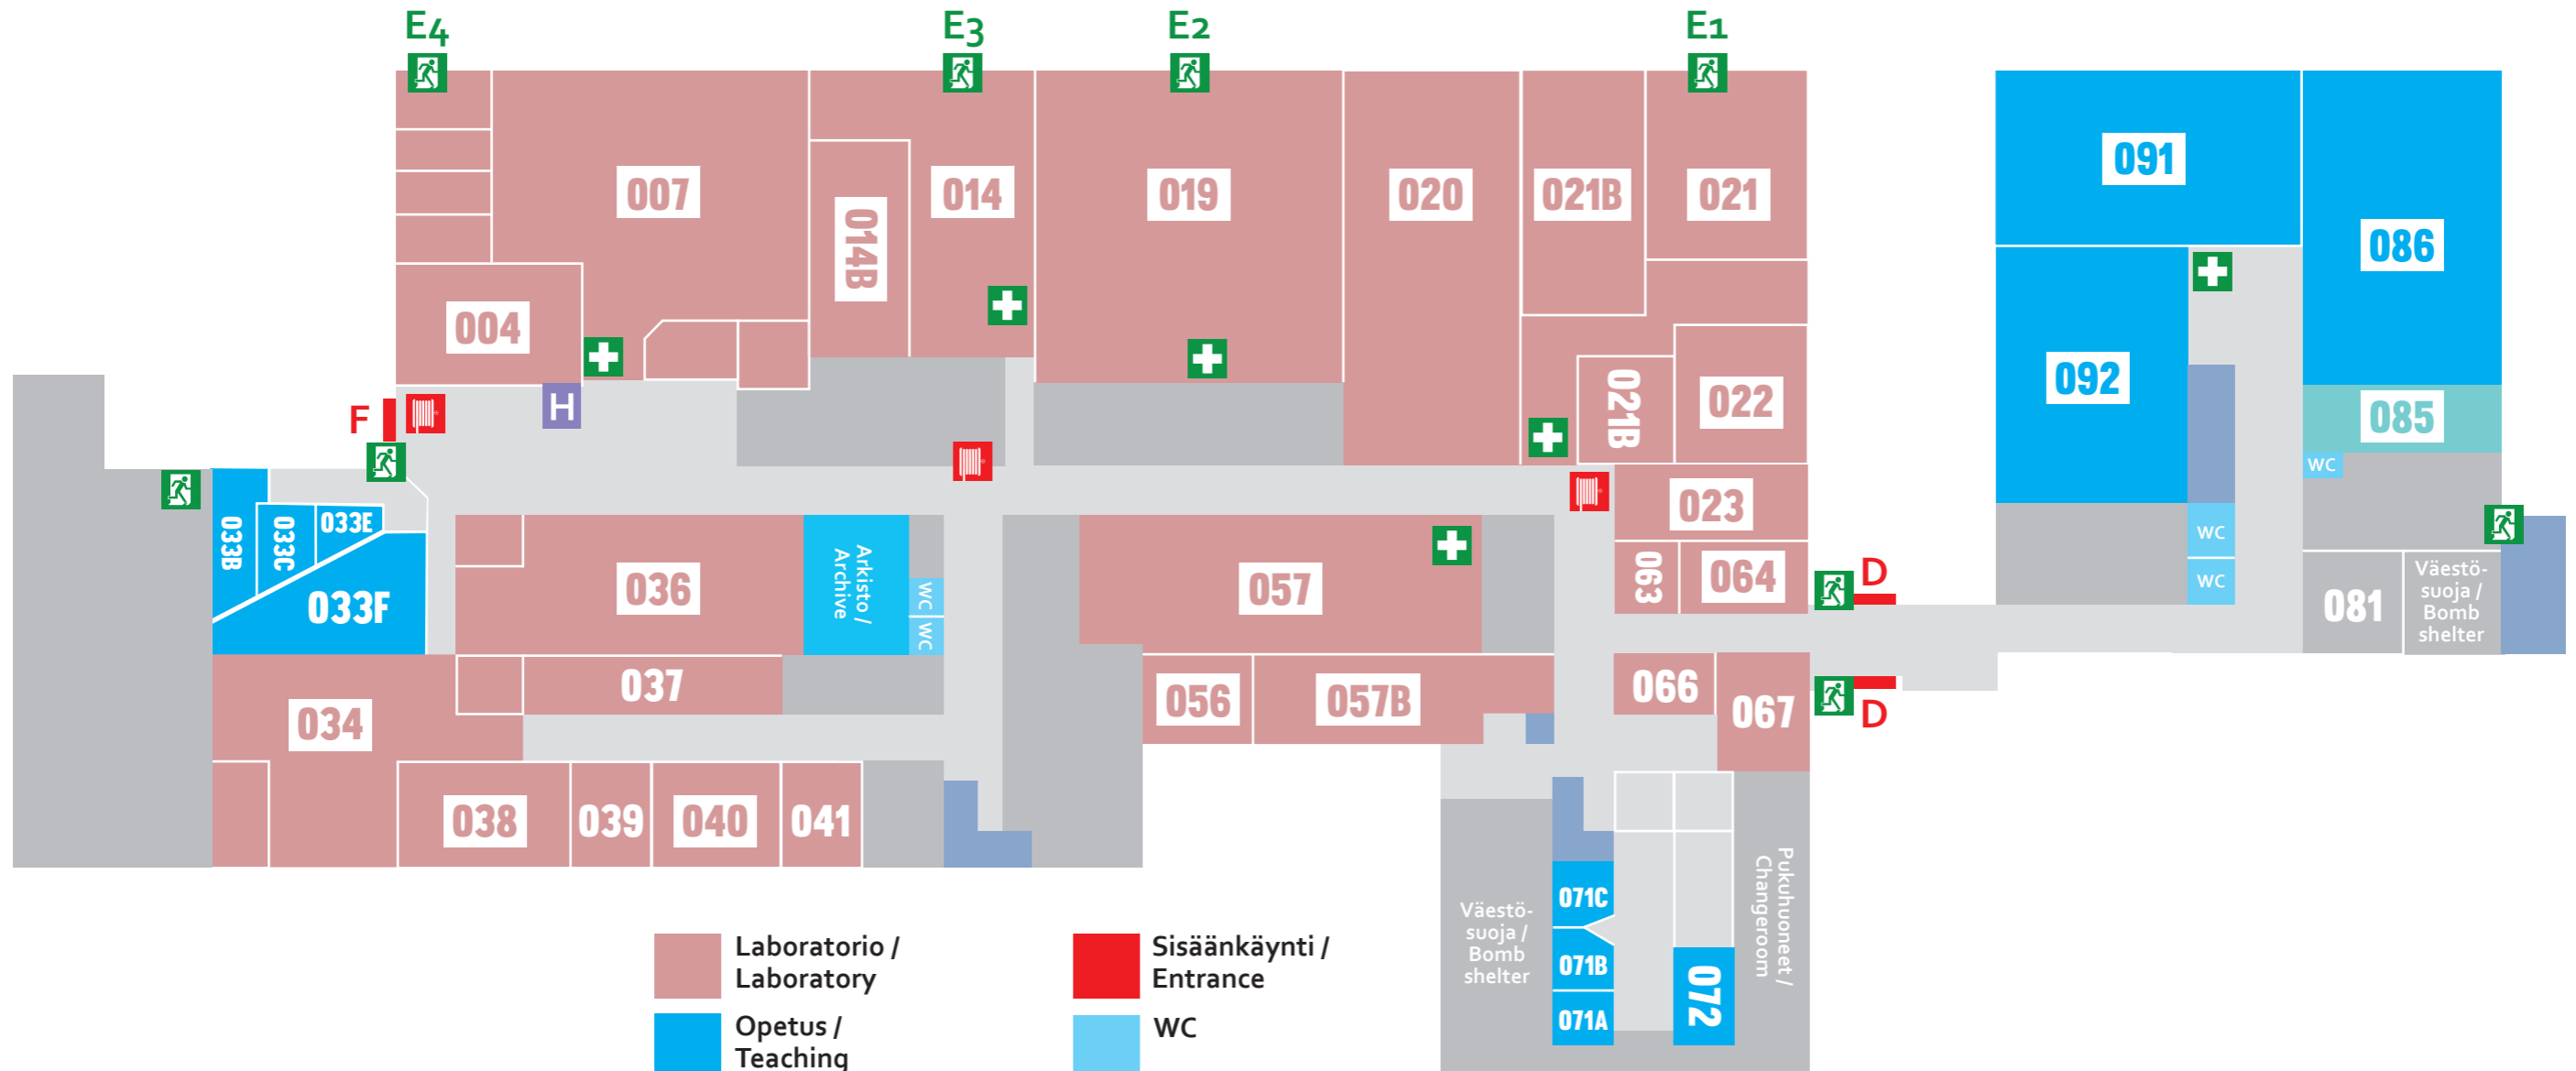 E4
E3
E2
E1
007
014B
014
019
020
021B
021
091
086
004
021B
022
092
085
F
H
WC
033B
033C
033E
033F
036
Arkisto /
Archive
WC
WC
057
023
063
064
D
WC
WC
081
Väestö-
suoja /
Bomb
shelter
034
037
056
057B
066
067
D
038
039
040
041
Väestö-
suoja /
Bomb
shelter
071C
071B
071A
072
Pukuhuoneet /
Changeroom
Laboratorio /
Laboratory
Opetus /
Teaching
Sisäänkäynti /
Entrance
WC